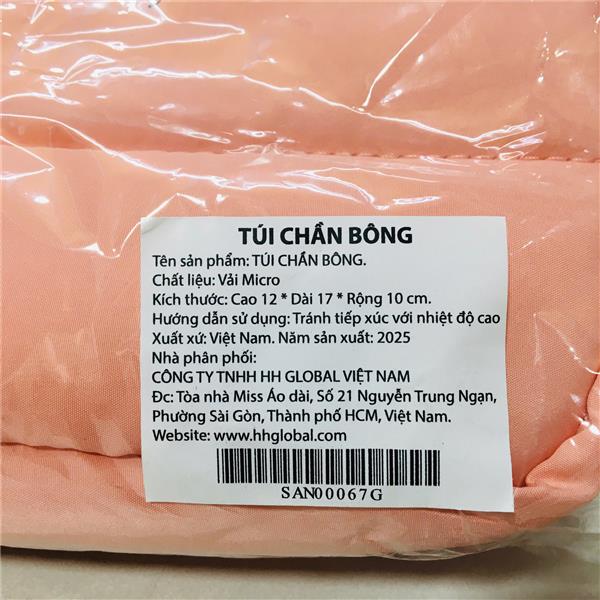 TÚI CHẦN BÔNG
Tên sản phẩm: TÚI CHẦN BÔNG.
Chất liệu: Vải Micro
Kích thước: Cao 12 * Dài 17 * Rộng 10 cm.
Hướng dẫn sử dụng: Tránh tiếp xúc với nhiệt độ cao
Xuất xứ: Việt Nam. Năm sản xuất: 2025
Nhà phân phối:
CÔNG TY TNHH HH GLOBAL VIỆT NAM
Đc: Tòa nhà Miss Áo dài, Số 21 Nguyễn Trung Ngạn,
Phường Sài Gòn, Thành phố HCM, Việt Nam.
Website: www.hhglobal.com
SAN00067G